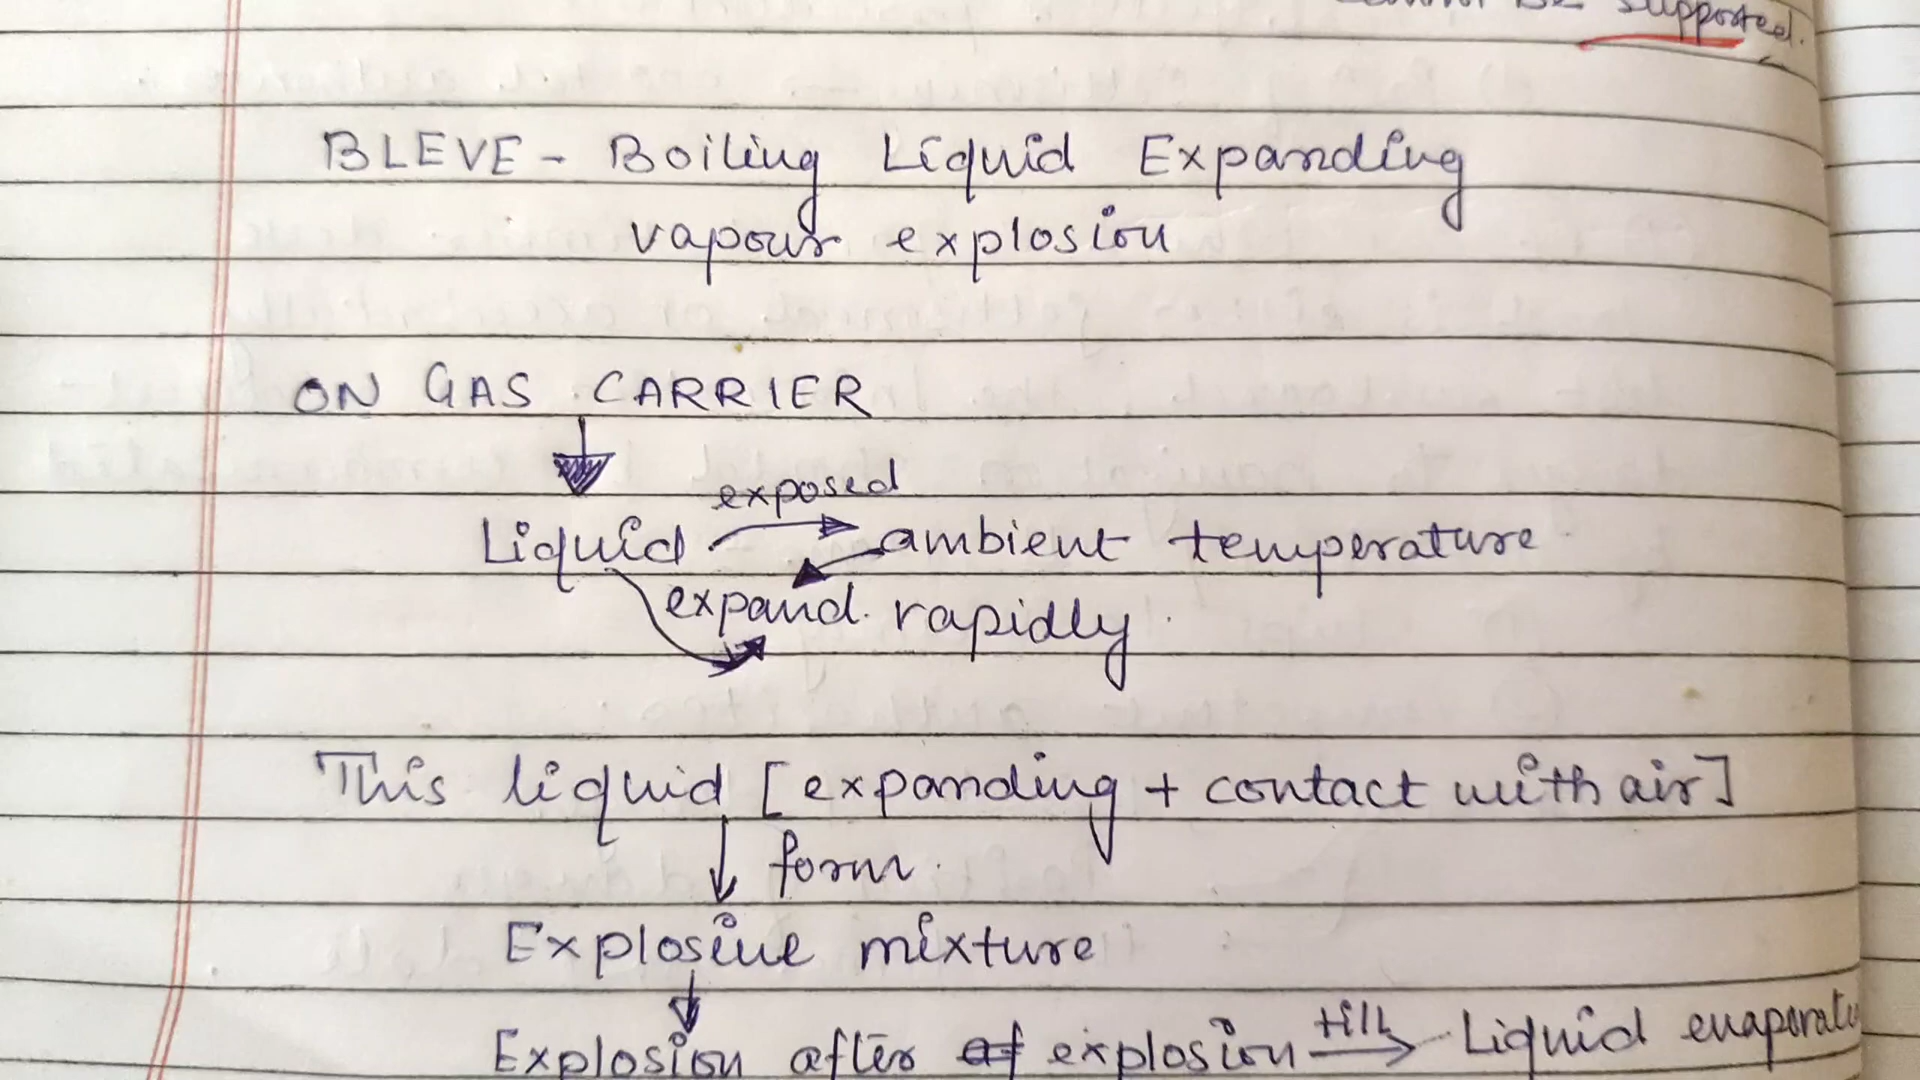 supported.
BLEVE - Boiling Liquid Expanding
vapour explosion
ON GAS CARRIER
exposed
Liquid ambient temperature
expand. rapidly.
This liquid [expanding + contact with air]
form.
Explosive mixture
till
Explosion after of explosion Liquid evaporate